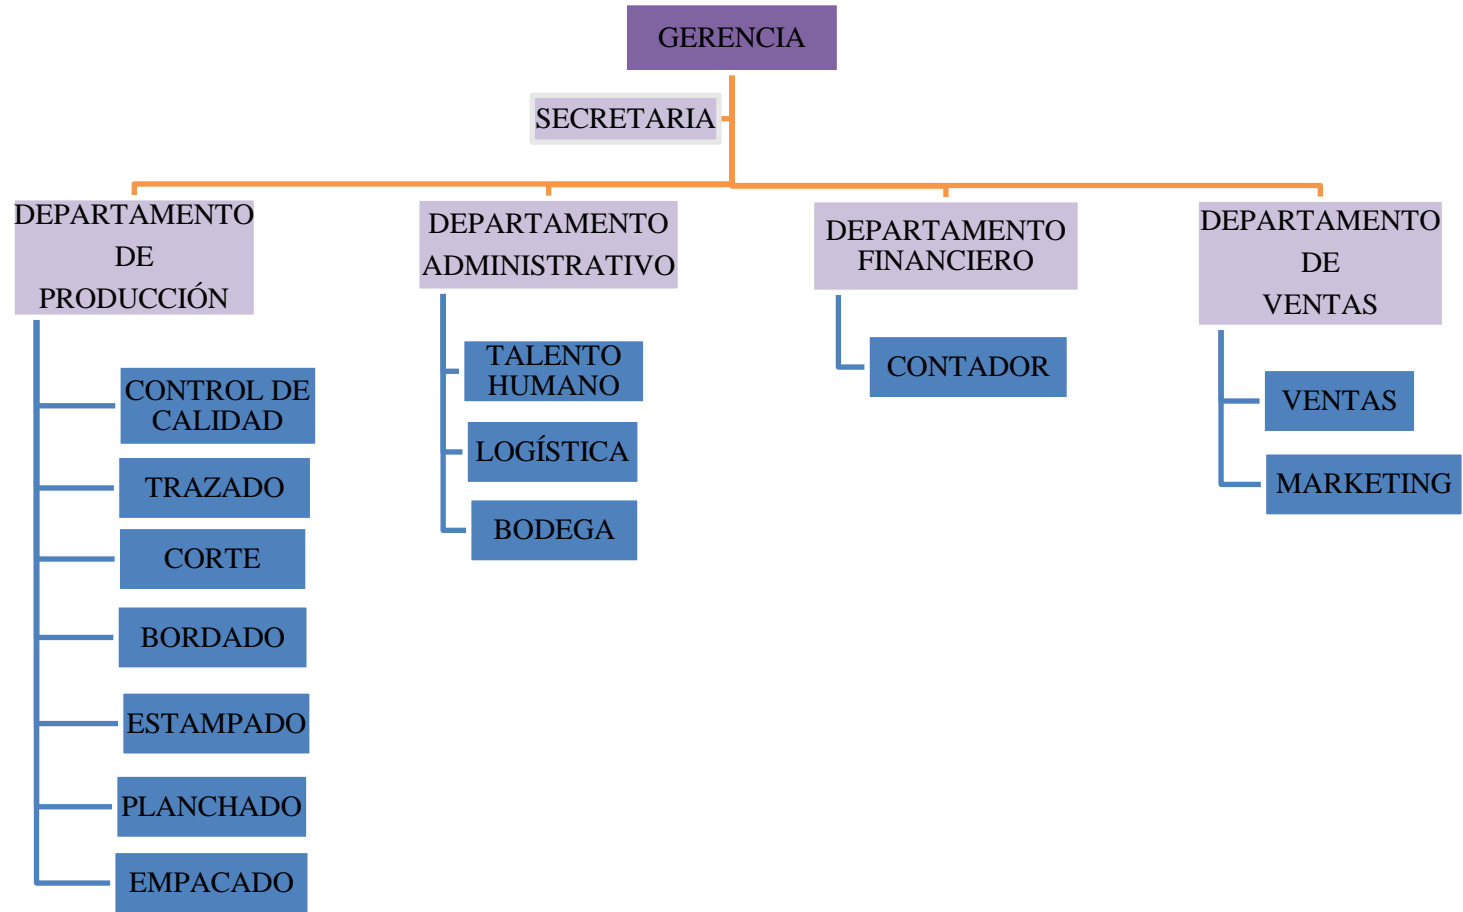 GERENCIA
SECRETARIA
DEPARTAMENTO
DE
PRODUCCIÓN
CONTROL DE
CALIDAD
TRAZADO
CORTE
BORDADO
ESTAMPADO
PLANCHADO
EMPACADO
DEPARTAMENTO
ADMINISTRATIVO
TALENTO
HUMANO
LOGÍSTICA
BODEGA
DEPARTAMENTO
FINANCIERO
CONTADOR
DEPARTAMENTO
DE
VENTAS
VENTAS
MARKETING